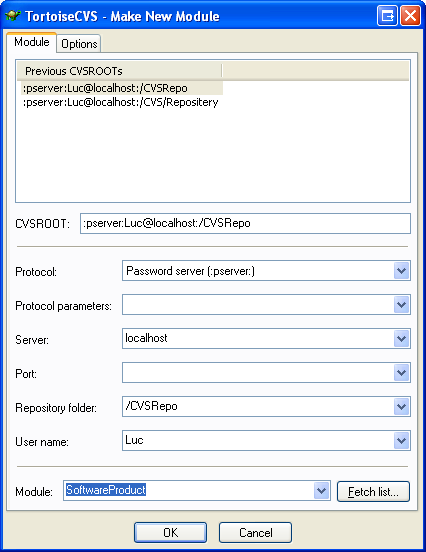 TortoiseCVS - Make New Module
Module Options
Previous CVSROOTs
:pserver:Luc@localhost:/CVSRepo
:pserver:Luc@localhost:/CVS/Repositery
CVSROOT: :pserver:Luc@localhost:/CVSRepo
Protocol: Password server (:pserver:)
Protocol parameters:
Server: localhost
Port:
Repository folder: /CVSRepo
User name: Luc
Module: SoftwareProduct Fetch list...
OK Cancel